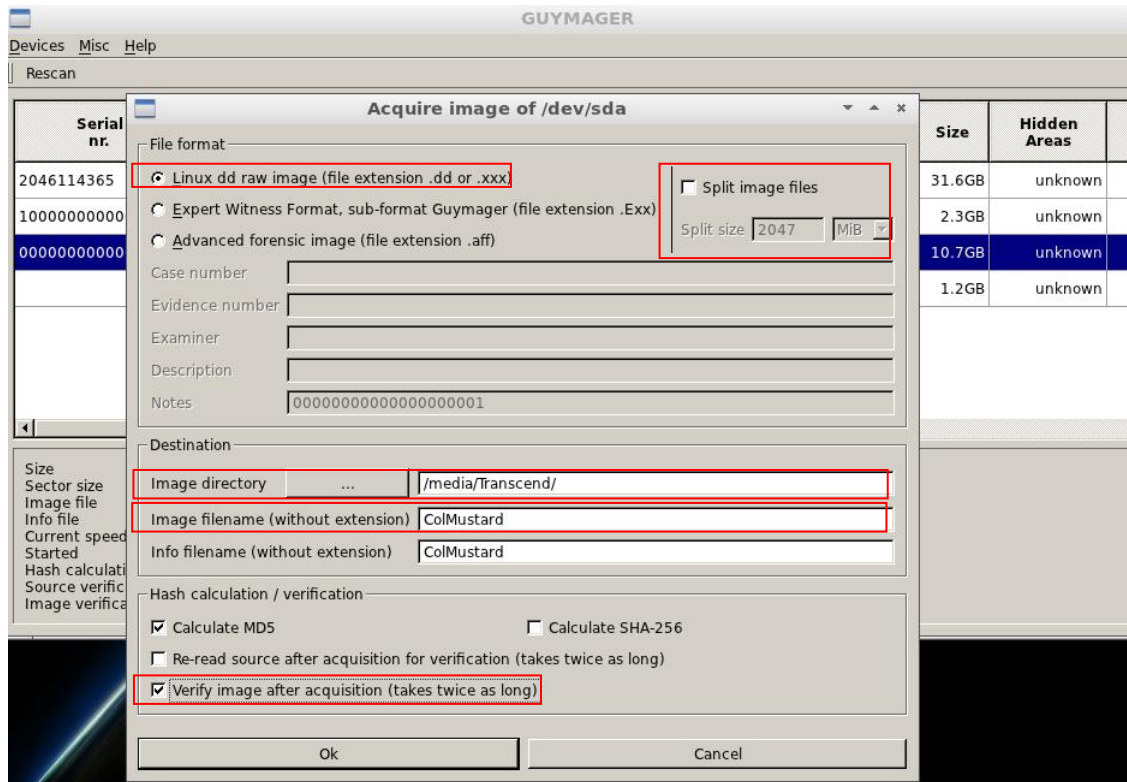 GUYMAGER
Devices Misc Help
Rescan
Serial nr. Size Hidden Areas
2046114365 31.6GB unknown
10000000000 2.3GB unknown
00000000000 10.7GB unknown
1.2GB unknown
Size
Sector size
Image file
Info file
Current speed
Started
Hash calculati
Source verific
Image verifica
Acquire image of /dev/sda
File format
Linux dd raw image (file extension .dd or .xxx)
Expert Witness Format, sub-format Guymager (file extension .Exx)
Advanced forensic image (file extension .aff)
Split image files
Split size 2047 MiB
Case number
Evidence number
Examiner
Description
Notes 00000000000000000001
Destination
Image directory ... /media/Transcend/
Image filename (without extension) ColMustard
Info filename (without extension) ColMustard
Hash calculation / verification
Calculate MD5 Calculate SHA-256
Re-read source after acquisition for verification (takes twice as long)
Verify image after acquisition (takes twice as long)
Ok Cancel